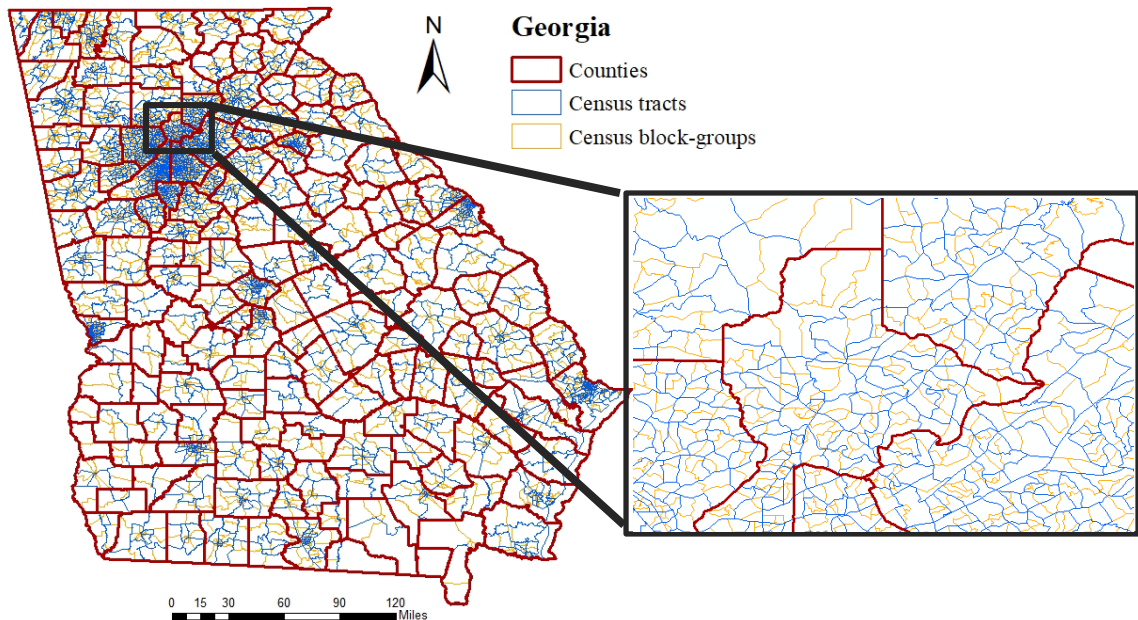 Georgia
N
Counties
Census tracts
Census block-groups
0 15 30 60 90 120
Miles